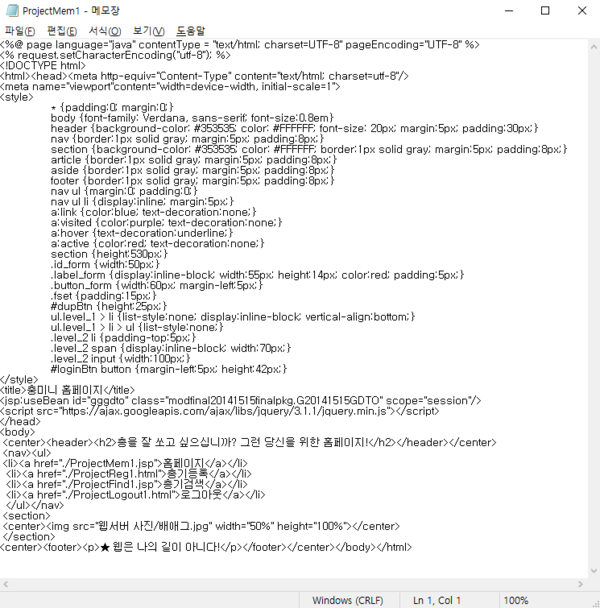 ProjectMem1 - 메모장
파일(F) 편집(E) 서식(O) 보기(V) 도움말
<%@ page language="java" contentType = "text/html; charset=UTF-8" pageEncoding="UTF-8" %>
<% request.setCharacterEncoding("utf-8"); %>
<!DOCTYPE html>
<html><head><meta http-equiv="Content-Type" content="text/html; charset=utf-8"/>
<meta name="viewport"content="width=device-width, initial-scale=1">
<style>
* {padding:0; margin:0;}
body {font-family: Verdana, sans-serif; font-size:0.8em}
header {background-color: #353535; color: #FFFFFF; font-size: 20px; margin:5px; padding:30px;}
nav {border:1px solid gray; margin:5px; padding:8px;}
section {background-color: #353535; color: #FFFFFF; border:1px solid gray; margin:5px; padding:8px;}
article {border:1px solid gray; margin:5px; padding:8px;}
aside {border:1px solid gray; margin:5px; padding:8px;}
footer {border:1px solid gray; margin:5px; padding:8px;}
nav ul {margin:0; padding:0;}
nav ul li {display:inline; margin:5px;}
a:link {color:blue; text-decoration:none;}
a:visited {color:purple; text-decoration:none;}
a:hover {text-decoration:underline;}
a:active {color:red; text-decoration:none;}
section {height:530px;}
.id_form {width:50px;}
.label_form {display:inline-block; width:55px; height:14px; color:red; padding:5px;}
.button_form {width:60px; margin-left:5px;}
.fset {padding:15px;}
#dupBtn {height:25px;}
ul.level_1 > li {list-style:none; display:inline-block; vertical-align:bottom;}
ul.level_1 > li > ul {list-style:none;}
.level_2 li {padding-top:5px;}
.level_2 span {display:inline-block; width:70px;}
.level_2 input {width:100px;}
#loginBtn button {margin-left:5px; height:42px;}
</style>
<title>총미니 홈페이지</title>
<jsp:useBean id="gggdto" class="modfinal20141515finalpkg.G20141515GDTO" scope="session"/>
<script src="https://ajax.googleapis.com/ajax/libs/jquery/3.1.1/jquery.min.js"></script>
</head>
<body>
<center><header><h2>총을 잘 쏘고 싶으십니까? 그런 당신을 위한 홈페이지!</h2></header></center>
<nav><ul>
<li><a href="./ProjectMem1.jsp">홈페이지</a></li>
<li><a href="./ProjectReg1.html">총기등록</a></li>
<li><a href="./ProjectFind1.jsp">총기검색</a></li>
<li><a href="./ProjectLogout1.html">로그아웃</a></li>
</ul></nav>
<section>
<center><img src="웹서버 사진/배애그.jpg" width="50%" height="100%"></center>
</section>
<center><footer><p>★ 웹은 나의 길이 아니다!</p></footer></center></body></html>
Windows (CRLF) Ln 1, Col 1 100%